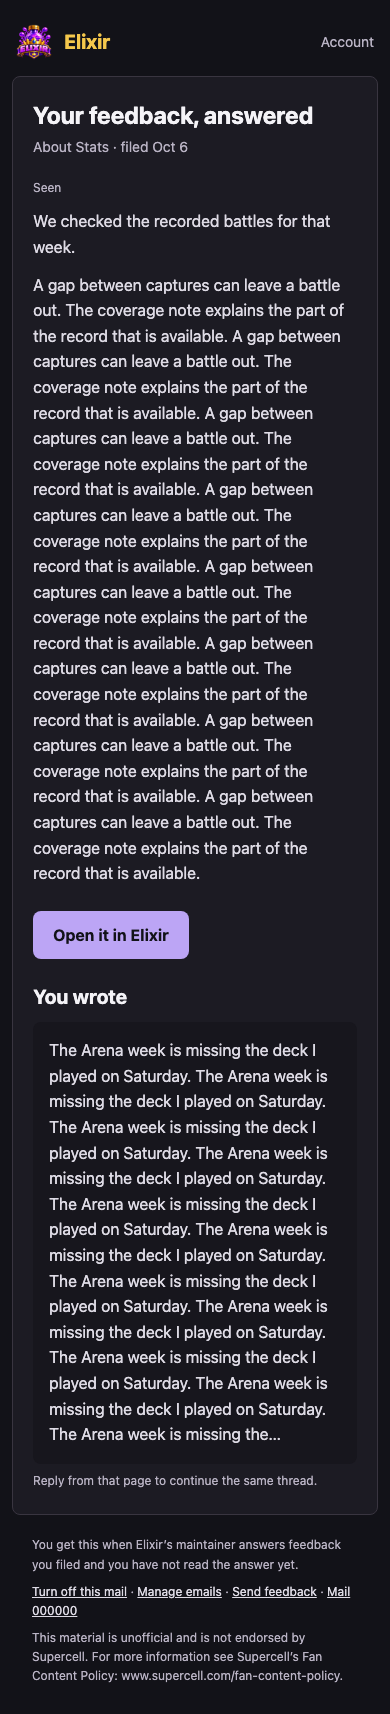 ELIXIR
Elixir
Account
Your feedback, answered
About Stats · filed Oct 6
Seen
We checked the recorded battles for that
week.
A gap between captures can leave a battle
out. The coverage note explains the part of
the record that is available. A gap between
captures can leave a battle out. The
coverage note explains the part of the
record that is available. A gap between
captures can leave a battle out. The
coverage note explains the part of the
record that is available. A gap between
captures can leave a battle out. The
coverage note explains the part of the
record that is available. A gap between
captures can leave a battle out. The
coverage note explains the part of the
record that is available. A gap between
captures can leave a battle out. The
coverage note explains the part of the
record that is available. A gap between
captures can leave a battle out. The
coverage note explains the part of the
record that is available. A gap between
captures can leave a battle out. The
coverage note explains the part of the
record that is available.
Open it in Elixir
You wrote
The Arena week is missing the deck I
played on Saturday. The Arena week is
missing the deck I played on Saturday.
The Arena week is missing the deck I
played on Saturday. The Arena week is
missing the deck I played on Saturday.
The Arena week is missing the deck I
played on Saturday. The Arena week is
missing the deck I played on Saturday.
The Arena week is missing the deck I
played on Saturday. The Arena week is
missing the deck I played on Saturday.
The Arena week is missing the deck I
played on Saturday. The Arena week is
missing the deck I played on Saturday.
The Arena week is missing the...
Reply from that page to continue the same thread.
You get this when Elixir’s maintainer answers feedback
you filed and you have not read the answer yet.
Turn off this mail · Manage emails · Send feedback · Mail
000000
This material is unofficial and is not endorsed by
Supercell. For more information see Supercell’s Fan
Content Policy: www.supercell.com/fan-content-policy.